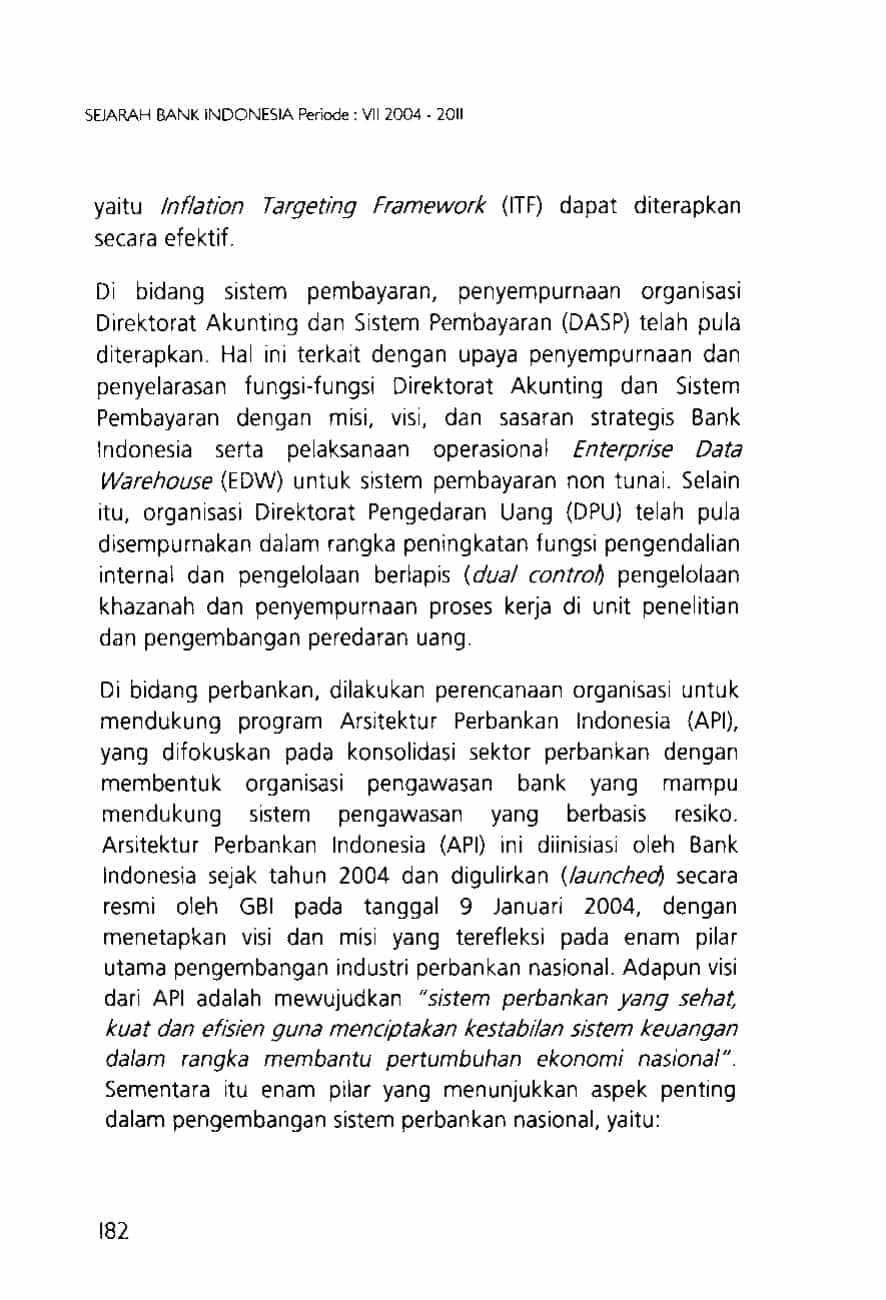 SEJARAH BANK INDONESIA Periode : VII 2004 - 2011
yaitu Inflation Targeting Framework (ITF) dapat diterapkan
secara efektif.
Di bidang sistem pembayaran, penyempurnaan organisasi
Direktorat Akunting dan Sistem Pembayaran (DASP) telah pula
diterapkan. Hal ini terkait dengan upaya penyempurnaan dan
penyelarasan fungsi-fungsi Direktorat Akunting dan Sistem
Pembayaran dengan misi, visi, dan sasaran strategis Bank
Indonesia serta pelaksanaan operasional Enterprise Data
Warehouse (EDW) untuk sistem pembayaran non tunai. Selain
itu, organisasi Direktorat Pengedaran Uang (DPU) telah pula
disempurnakan dalam rangka peningkatan fungsi pengendalian
internal dan pengelolaan berlapis (dual control) pengelolaan
khazanah dan penyempurnaan proses kerja di unit penelitian
dan pengembangan peredaran uang.
Di bidang perbankan, dilakukan perencanaan organisasi untuk
mendukung program Arsitektur Perbankan Indonesia (API),
yang difokuskan pada konsolidasi sektor perbankan dengan
membentuk organisasi pengawasan bank yang mampu
mendukung sistem pengawasan yang berbasis resiko.
Arsitektur Perbankan Indonesia (API) ini diinisiasi oleh Bank
Indonesia sejak tahun 2004 dan digulirkan (launched) secara
resmi oleh GBI pada tanggal 9 Januari 2004, dengan
menetapkan visi dan misi yang terefleksi pada enam pilar
utama pengembangan industri perbankan nasional. Adapun visi
dari API adalah mewujudkan "sistem perbankan yang sehat,
kuat dan efisien guna menciptakan kestabilan sistem keuangan
dalam rangka membantu pertumbuhan ekonomi nasional".
Sementara itu enam pilar yang menunjukkan aspek penting
dalam pengembangan sistem perbankan nasional, yaitu:
182